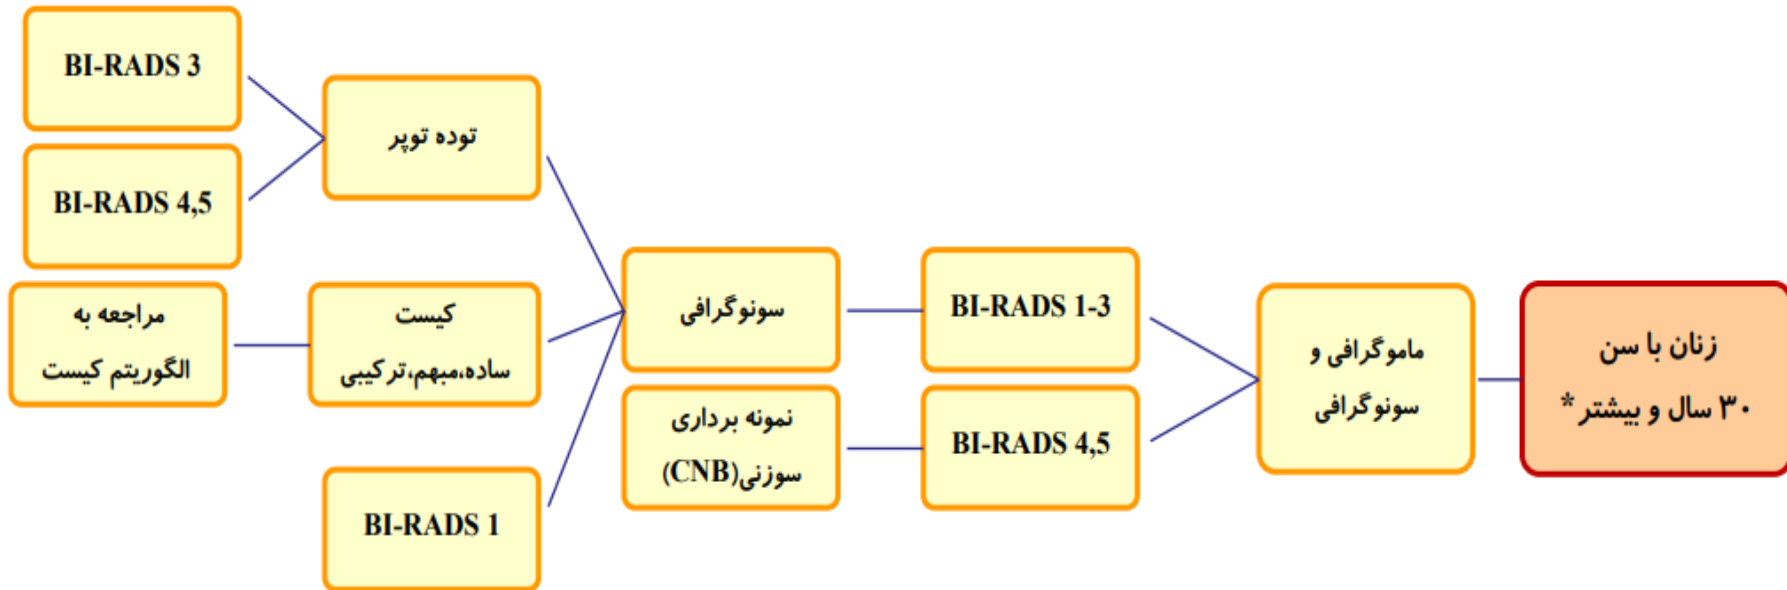 زنان با سن
۳۰ سال و بیشتر*
ماموگرافی و
سونوگرافی
BI-RADS 1-3
BI-RADS 4,5
سونوگرافی
نمونه برداری
سوزنی(CNB)
توده توپر
کیست
ساده،مبهم،ترکیبی
BI-RADS 1
BI-RADS 3
BI-RADS 4,5
مراجعه به
الگوریتم کیست